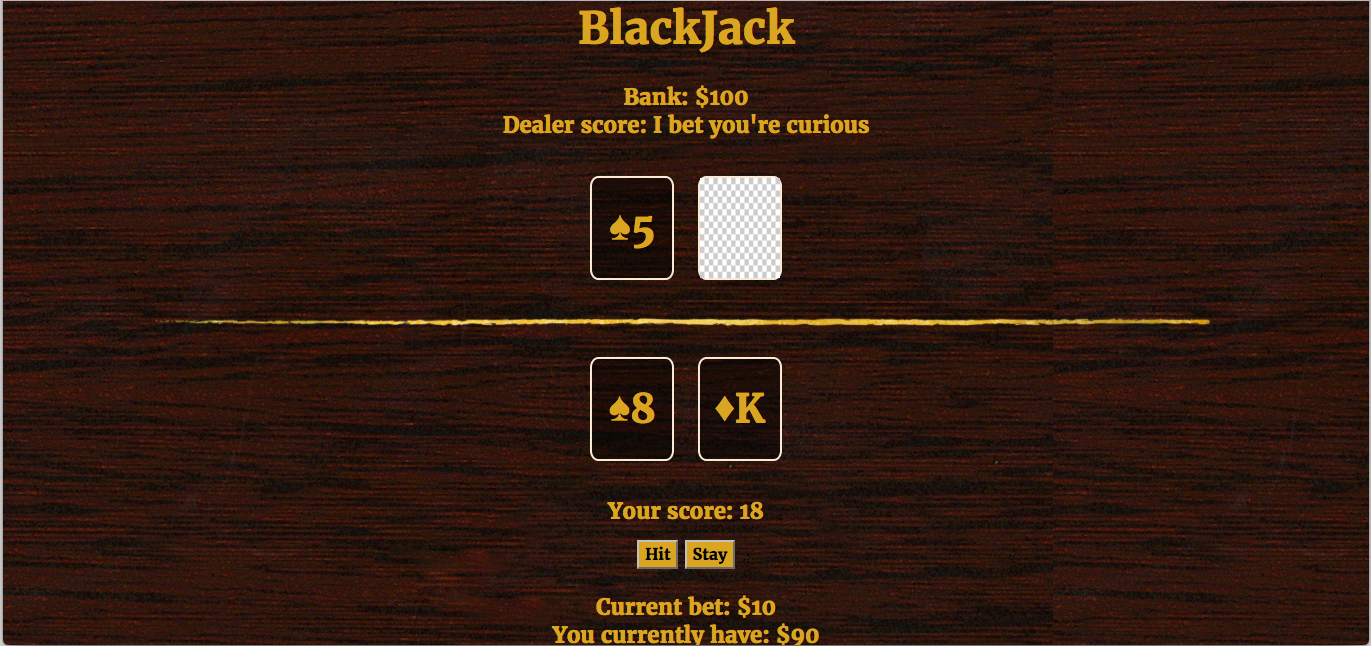 BlackJack
Bank: $100
Dealer score: I bet you're curious
♠5
♠8 ♦K
Your score: 18
Hit Stay
Current bet: $10
You currently have: $90